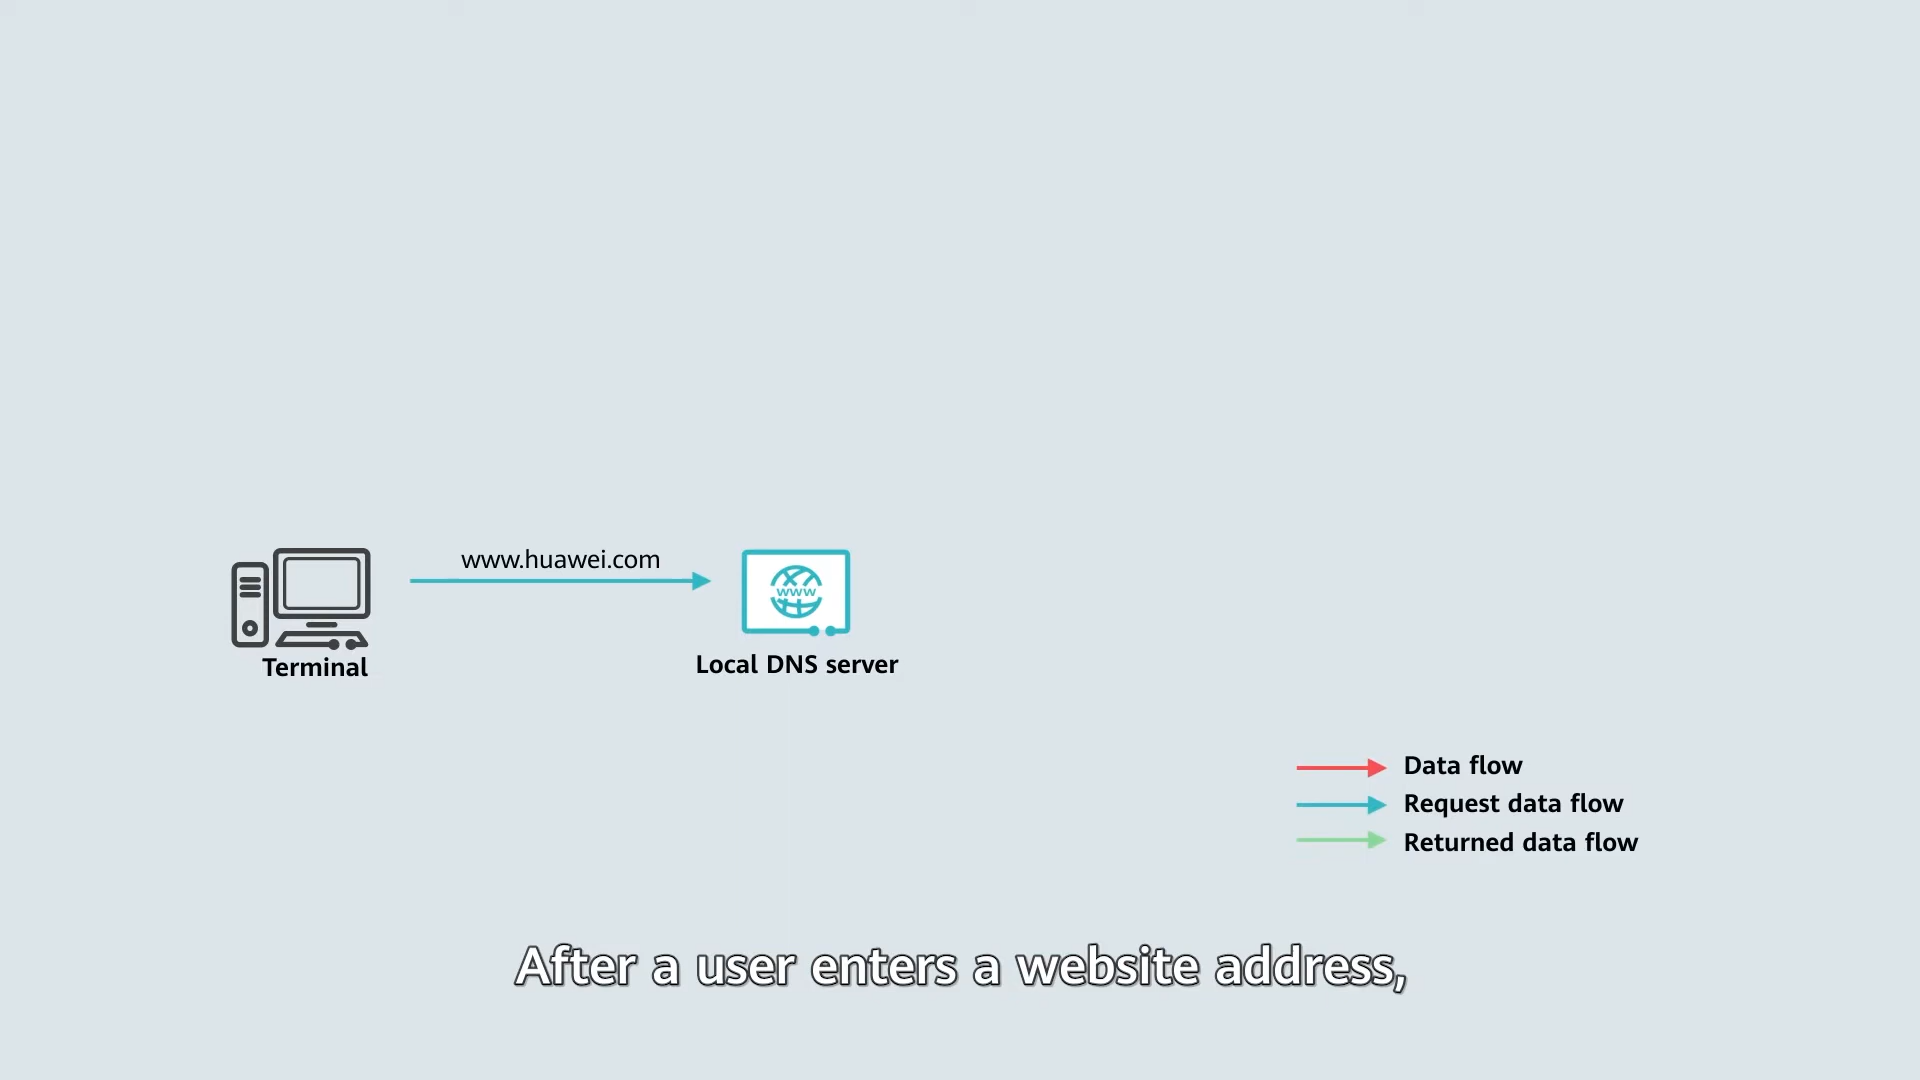 www.huawei.com
www
Terminal
Local DNS server
Data flow
Request data flow
Returned data flow
After a user enters a website address,